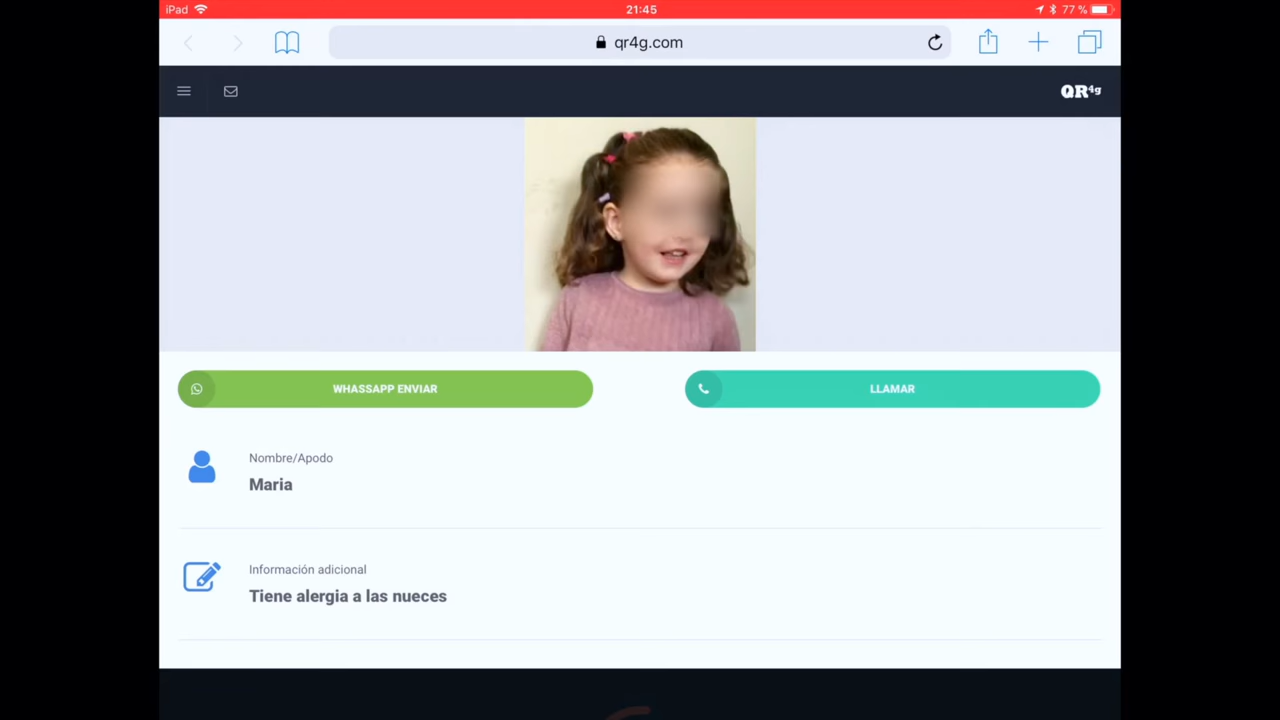 iPad 21:45 77 %
qr4g.com
QR4g
WHASSAPP ENVIAR LLAMAR
Nombre/Apodo
Maria
Información adicional
Tiene alergia a las nueces